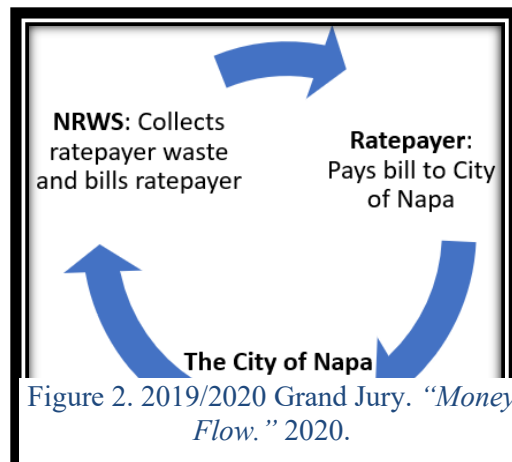 NRWS: Collects
ratepayer waste
and bills ratepayer
Ratepayer:
Pays bill to City
of Napa
The City of Napa
Figure 2. 2019/2020 Grand Jury. “Money
Flow.” 2020.